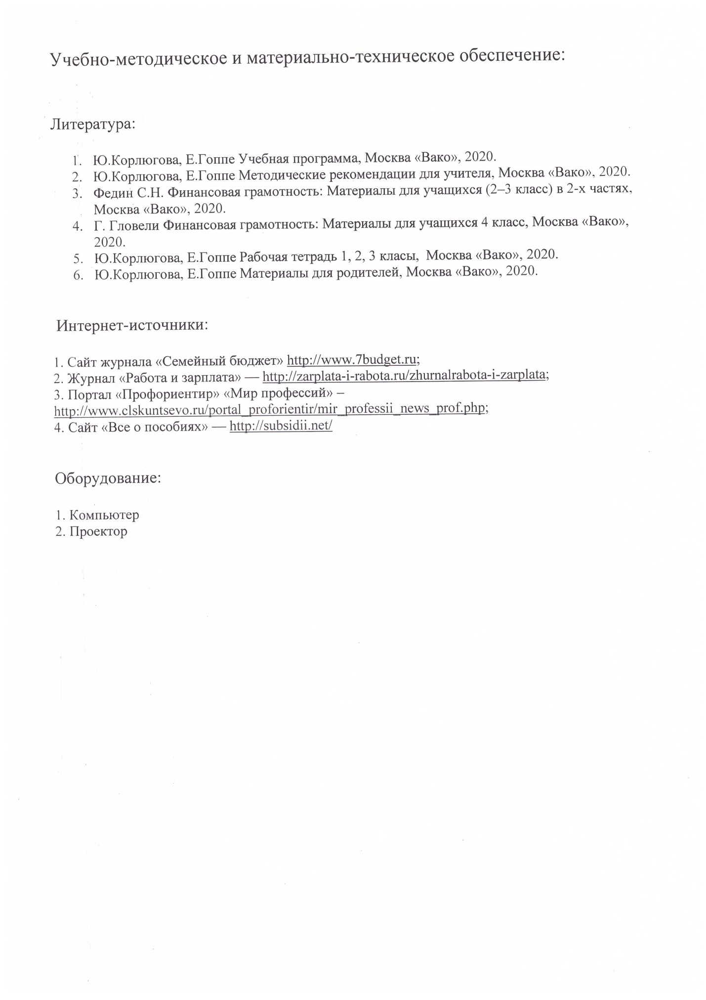 Учебно-методическое и материально-техническое обеспечение:
Литература:
1. Ю.Корлюгова, Е.Гоппе Учебная программа, Москва «Вако», 2020.
2. Ю.Корлюгова, Е.Гоппе Методические рекомендации для учителя, Москва «Вако», 2020.
3. Федин С.Н. Финансовая грамотность: Материалы для учащихся (2–3 класс) в 2-х частях,
Москва «Вако», 2020.
4. Г. Гловели Финансовая грамотность: Материалы для учащихся 4 класс, Москва «Вако»,
2020.
5. Ю.Корлюгова, Е.Гоппе Рабочая тетрадь 1, 2, 3 класы, Москва «Вако», 2020.
6. Ю.Корлюгова, Е.Гоппе Материалы для родителей, Москва «Вако», 2020.
Интернет-источники:
1. Сайт журнала «Семейный бюджет» http://www.7budget.ru;
2. Журнал «Работа и зарплата» — http://zarplata-i-rabota.ru/zhurnalrabota-i-zarplata;
3. Портал «Профориентир» «Мир профессий» –
http://www.clskuntsevo.ru/portal_proforientir/mir_professii_news_prof.php;
4. Сайт «Все о пособиях» — http://subsidii.net/
Оборудование:
1. Компьютер
2. Проектор